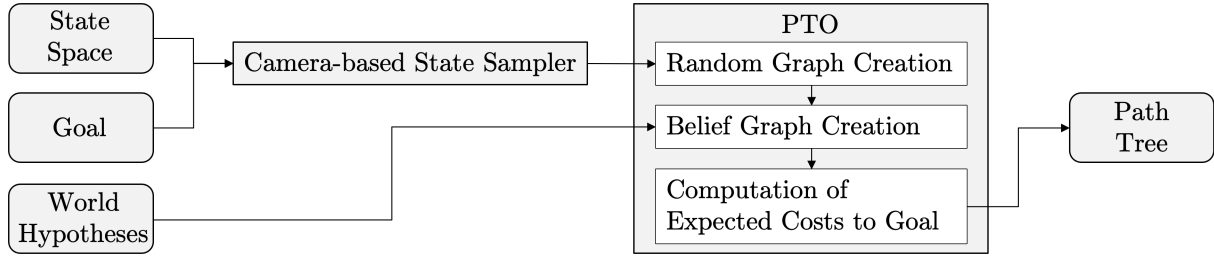 State
Space
Goal
World
Hypotheses
Camera-based State Sampler
PTO
Random Graph Creation
Belief Graph Creation
Computation of
Expected Costs to Goal
Path
Tree